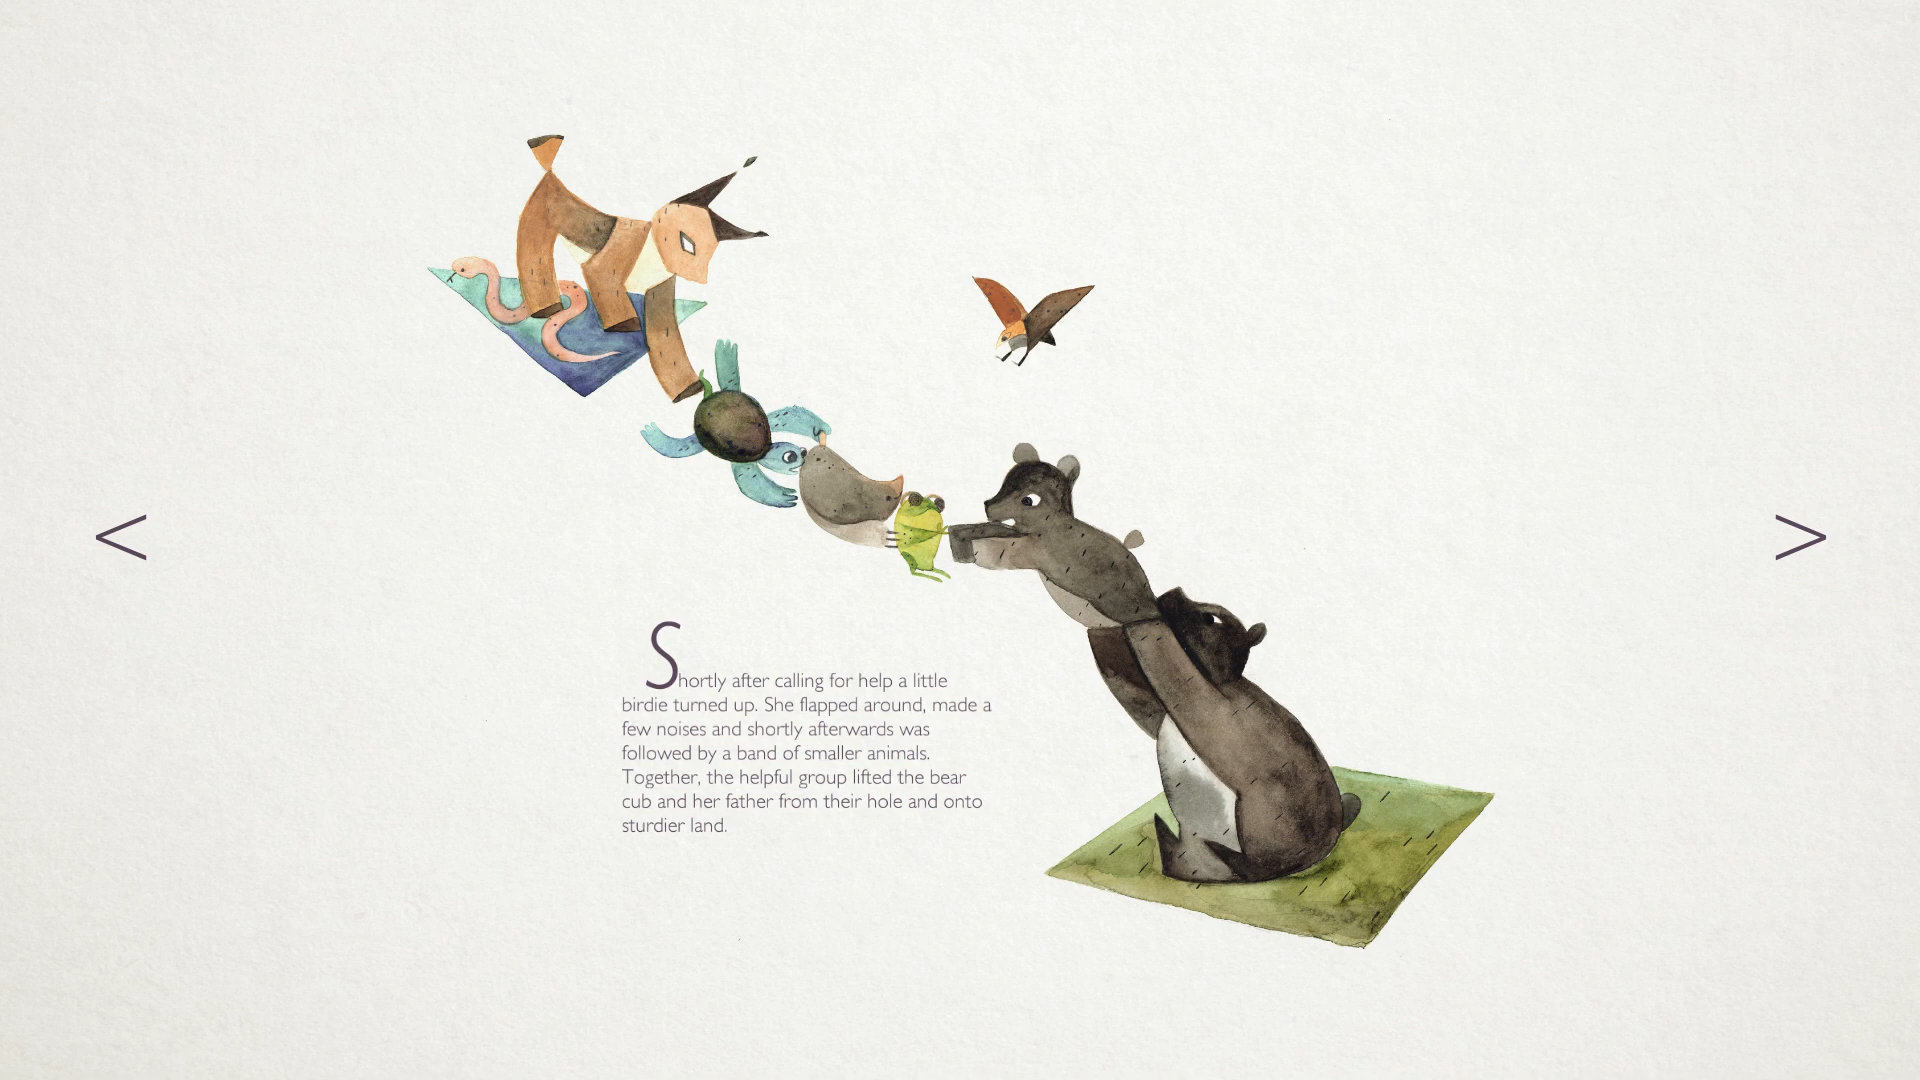 Shortly after calling for help a little
birdie turned up. She flapped around, made a
few noises and shortly afterwards was
followed by a band of smaller animals.
Together, the helpful group lifted the bear
cub and her father from their hole and onto
sturdier land.